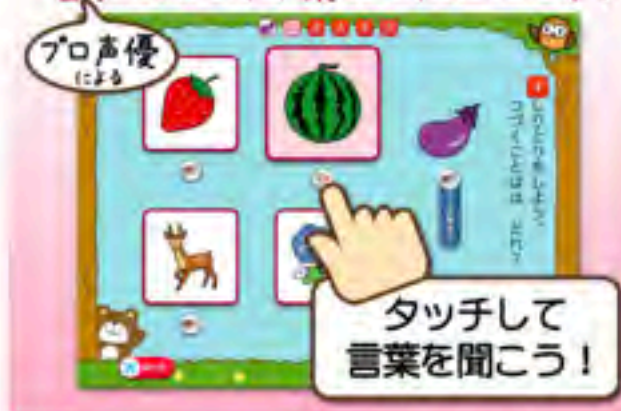 プロ声優
による
しりとりを しよう。
つづく ことばは どれ?
タッチして
言葉を聞こう!